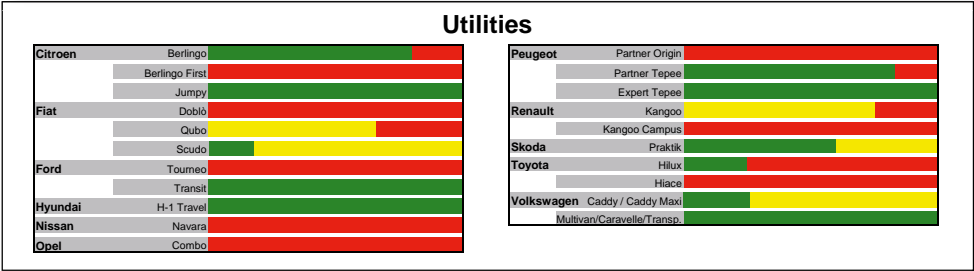 Utilities
Citroen Berlingo
Berlingo First
Jumpy
Fiat Doblò
Qubo
Scudo
Ford Tourneo
Transit
Hyundai H-1 Travel
Nissan Navara
Opel Combo
Peugeot Partner Origin
Partner Tepee
Expert Tepee
Renault Kangoo
Kangoo Campus
Skoda Praktik
Toyota Hilux
Hiace
Volkswagen Caddy / Caddy Maxi
Multivan/Caravelle/Transp.